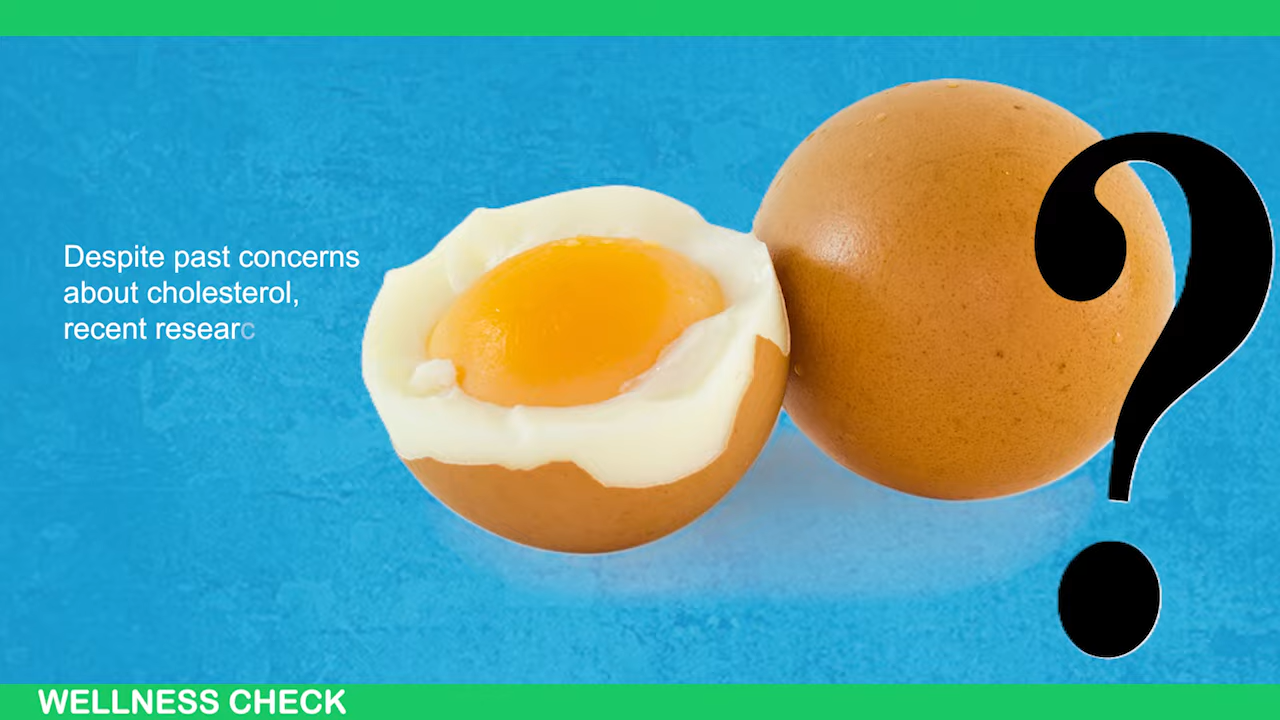 Despite past concerns
about cholesterol,
recent researc
?
WELLNESS CHECK